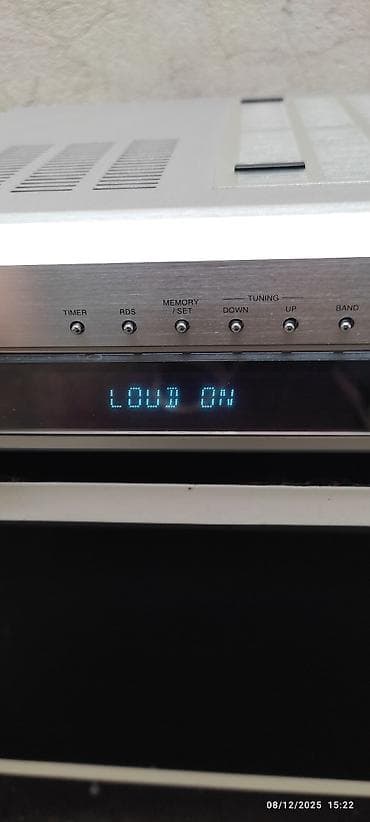 TUNING
TIMER RDS MEMORY / SET DOWN UP BAND
LOUD ON
08/12/2025 15:22